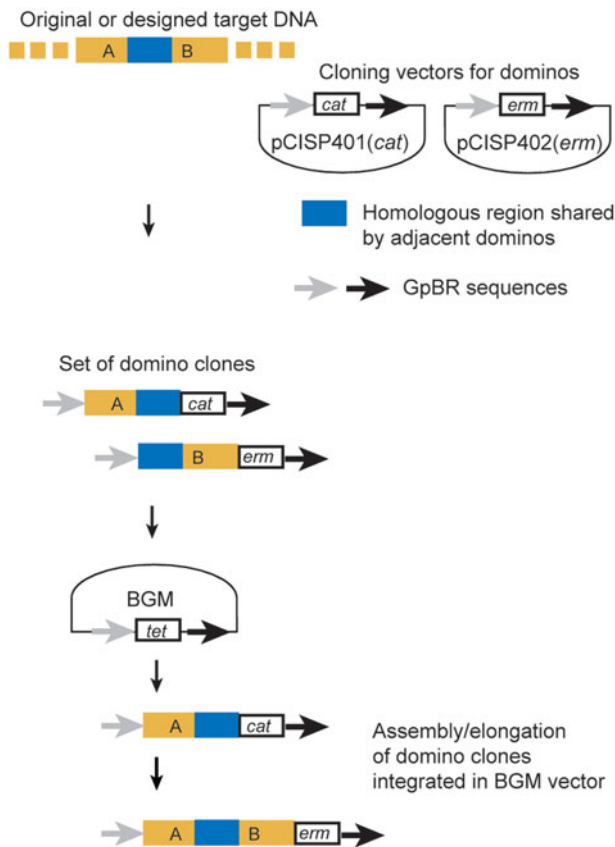 Original or designed target DNA
A B
Cloning vectors for dominos
cat erm
pCISP401(cat) pCISP402(erm)
Homologous region shared
by adjacent dominos
GpBR sequences
Set of domino clones
A cat
B erm
BGM
tet
A cat
Assembly/elongation
of domino clones
integrated in BGM vector
A B erm